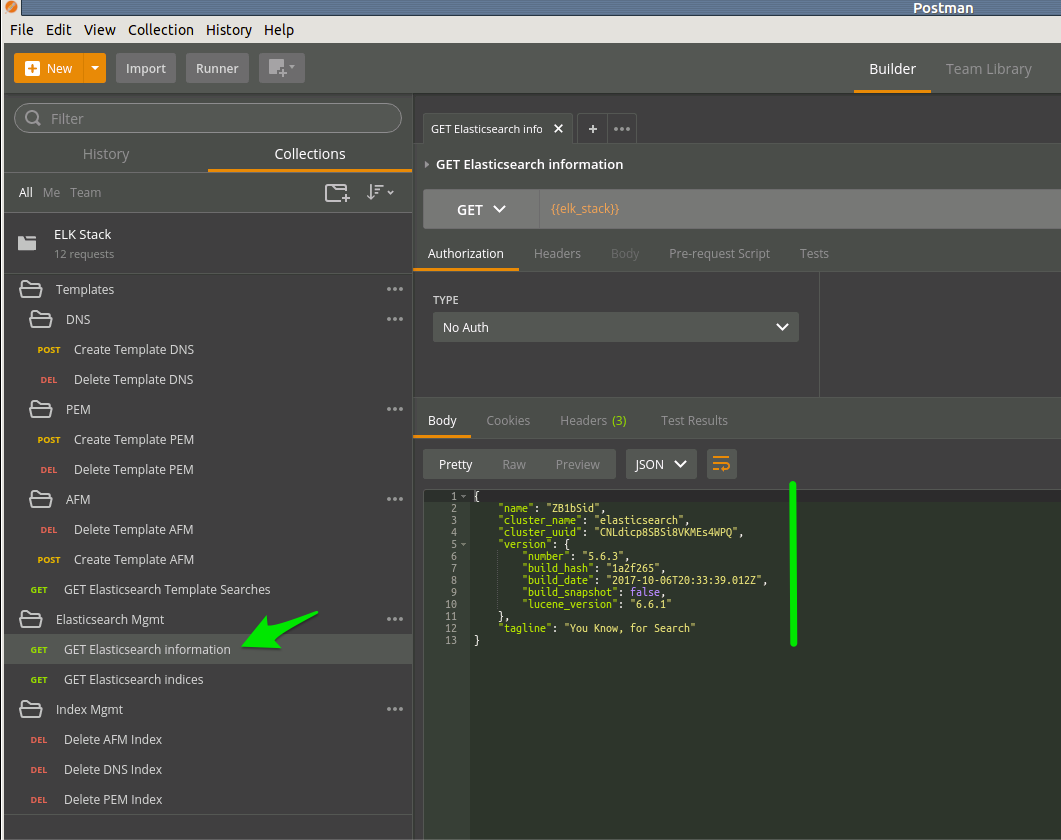 Postman
File Edit View Collection History Help
New Import Runner Builder Team Library
Filter
History Collections
All Me Team
ELK Stack
12 requests
Templates
DNS
POST Create Template DNS
DEL Delete Template DNS
PEM
POST Create Template PEM
DEL Delete Template PEM
AFM
DEL Delete Template AFM
POST Create Template AFM
GET GET Elasticsearch Template Searches
Elasticsearch Mgmt
GET GET Elasticsearch information
GET GET Elasticsearch indices
Index Mgmt
DEL Delete AFM Index
DEL Delete DNS Index
DEL Delete PEM Index
GET Elasticsearch info
GET Elasticsearch information
GET {{elk_stack}}
Authorization Headers Body Pre-request Script Tests
TYPE
No Auth
Body Cookies Headers (3) Test Results
Pretty Raw Preview JSON
1 {
2 "name": "ZB1bSid",
3 "cluster_name": "elasticsearch",
4 "cluster_uuid": "CNLdicp8SBSi8VKMEs4WPQ",
5 "version": {
6 "number": "5.6.3",
7 "build_hash": "1a2f265",
8 "build_date": "2017-10-06T20:33:39.012Z",
9 "build_snapshot": false,
10 "lucene_version": "6.6.1"
11 },
12 "tagline": "You Know, for Search"
13 }